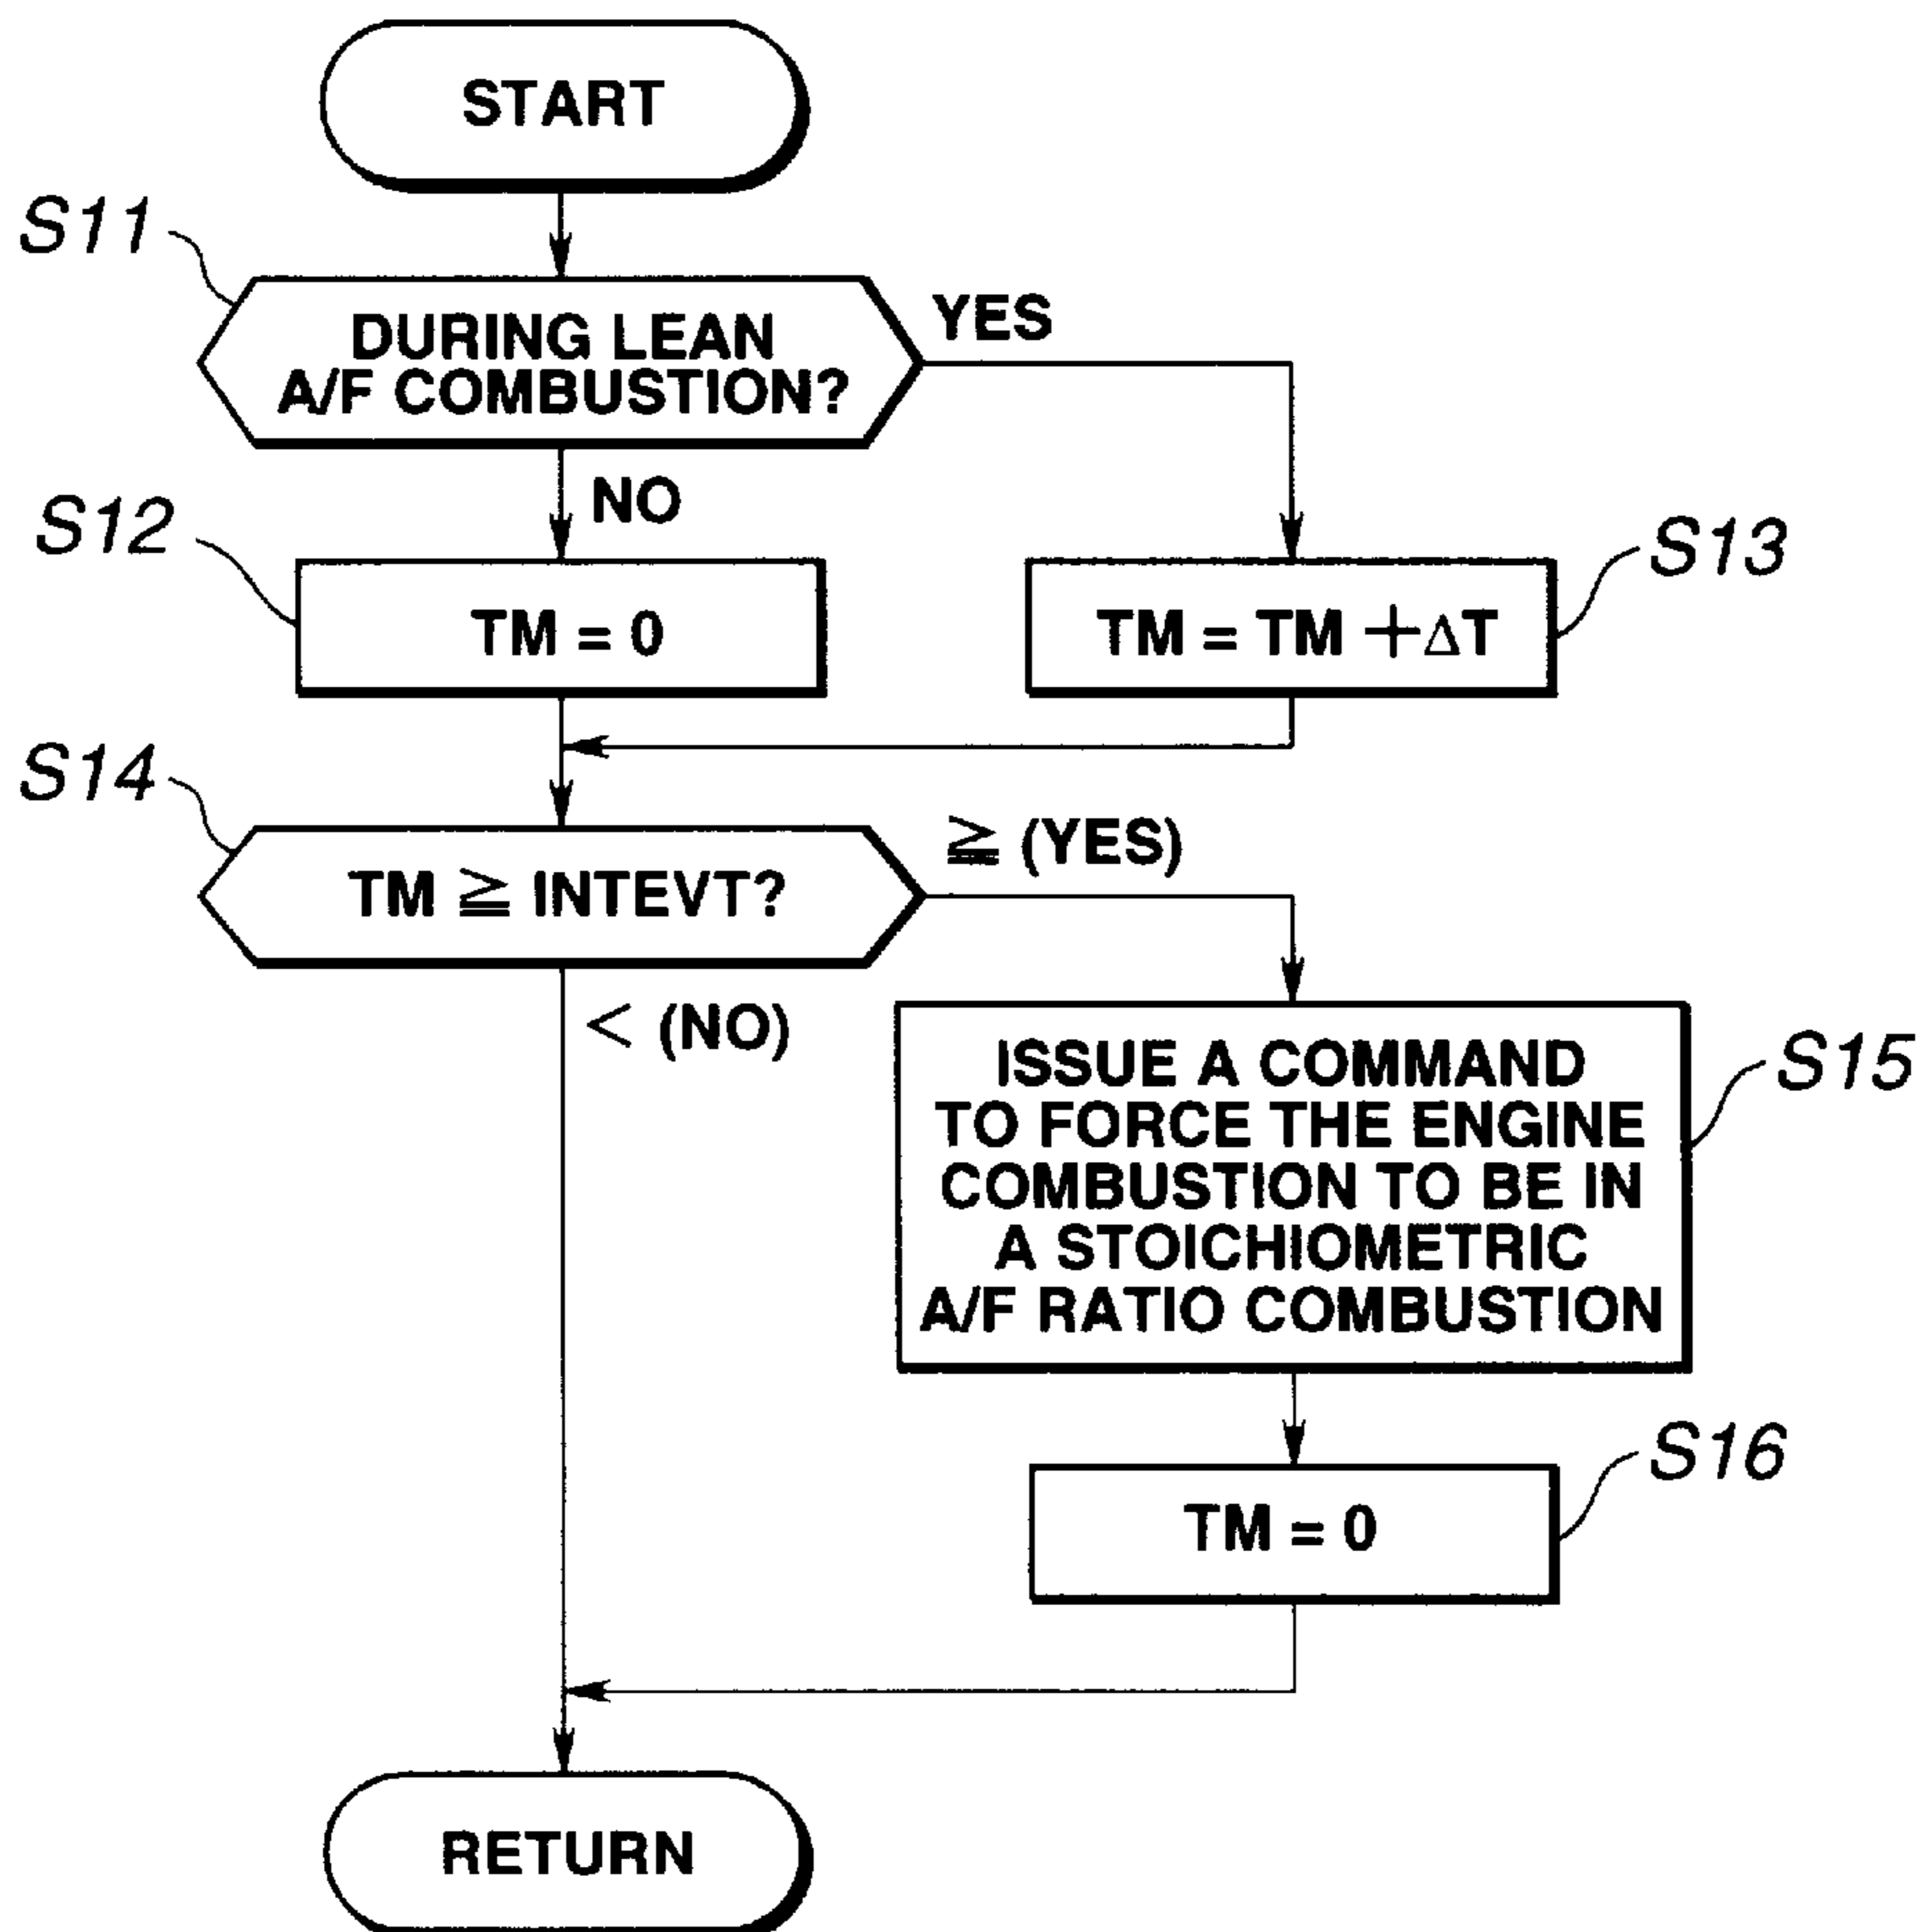 START
S11
DURING LEAN
A/F COMBUSTION?
YES
NO
S12
TM = 0
S13
TM = TM +ΔT
S14
TM ≧ INTEVT?
≧ (YES)
< (NO)
S15
ISSUE A COMMAND
TO FORCE THE ENGINE
COMBUSTION TO BE IN
A STOICHIOMETRIC
A/F RATIO COMBUSTION
S16
TM = 0
RETURN